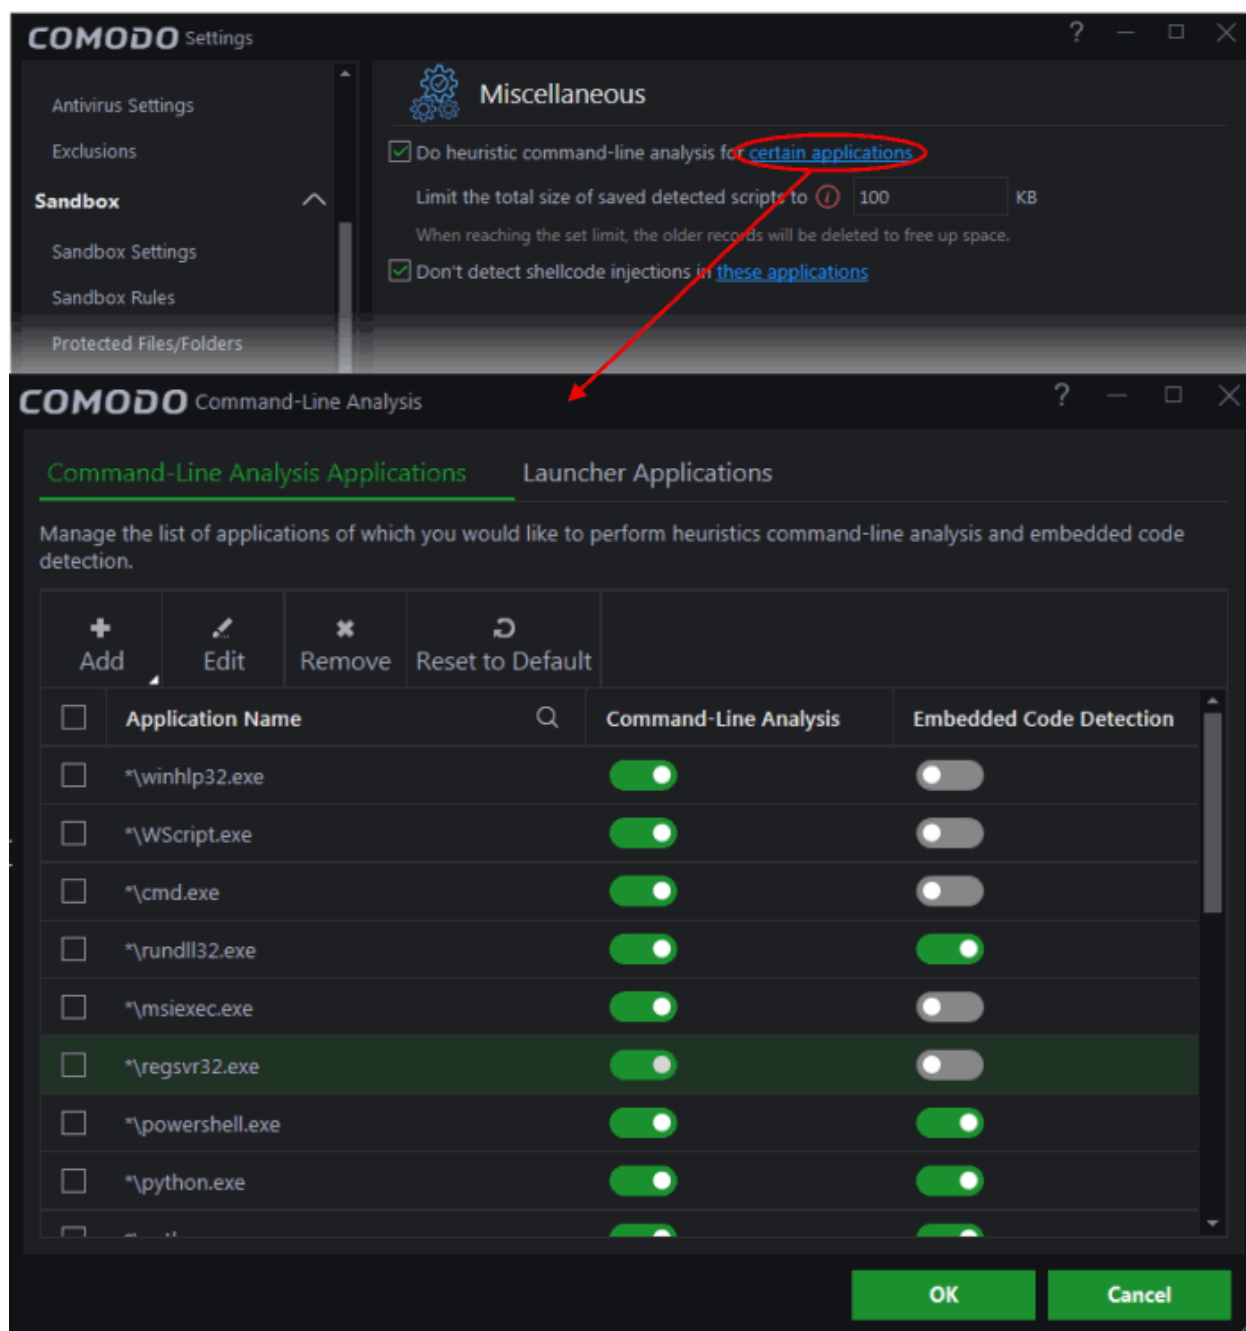 COMODO Settings
Antivirus Settings
Exclusions
Sandbox
Sandbox Settings
Sandbox Rules
Protected Files/Folders
Miscellaneous
Do heuristic command-line analysis for certain applications
Limit the total size of saved detected scripts to 100 KB
When reaching the set limit, the older records will be deleted to free up space.
Don't detect shellcode injections in these applications
COMODO Command-Line Analysis
Command-Line Analysis Applications Launcher Applications
Manage the list of applications of which you would like to perform heuristics command-line analysis and embedded code
detection.
Add Edit Remove Reset to Default
Application Name Command-Line Analysis Embedded Code Detection
*\winhlp32.exe
*\WScript.exe
*\cmd.exe
*\rundll32.exe
*\msiexec.exe
*\regsvr32.exe
*\powershell.exe
*\python.exe
OK Cancel